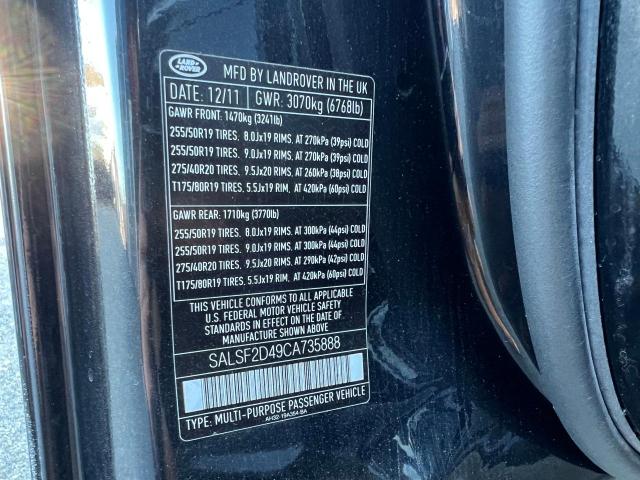 LAND ROVER
MFD BY LANDROVER IN THE UK
DATE: 12/11 GWR: 3070kg (6768lb)
GAWR FRONT: 1470kg (3241lb)
255/50R19 TIRES, 8.0Jx19 RIMS, AT 270kPa (39psi) COLD
255/50R19 TIRES, 9.0Jx19 RIMS, AT 270kPa (39psi) COLD
275/40R20 TIRES, 9.5Jx20 RIMS, AT 260kPa (38psi) COLD
T175/80R19 TIRES, 5.5Jx19 RIM, AT 420kPa (60psi) COLD
GAWR REAR: 1710kg (3770lb)
255/50R19 TIRES, 8.0Jx19 RIMS, AT 300kPa (44psi) COLD
255/50R19 TIRES, 9.0Jx19 RIMS, AT 300kPa (44psi) COLD
275/40R20 TIRES, 9.5Jx20 RIMS, AT 290kPa (42psi) COLD
T175/80R19 TIRES, 5.5Jx19 RIM, AT 420kPa (60psi) COLD
THIS VEHICLE CONFORMS TO ALL APPLICABLE
U.S. FEDERAL MOTOR VEHICLE SAFETY
STANDARDS IN EFFECT ON THE DATE OF
MANUFACTURE SHOWN ABOVE
SALSF2D49CA735888
TYPE: MULTI-PURPOSE PASSENGER VEHICLE
AH32-19A354-BA